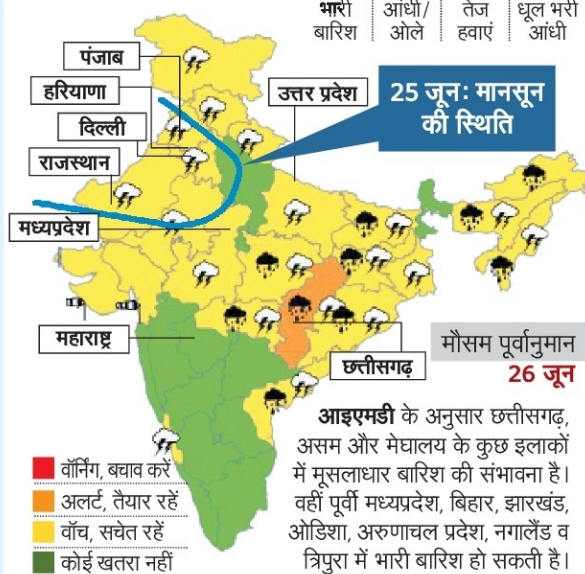 भारी बारिश
आंधी/ ओले
तेज हवाएं
धूल भरी आंधी
पंजाब
हरियाणा
दिल्ली
राजस्थान
मध्यप्रदेश
महाराष्ट्र
उत्तर प्रदेश
25 जून: मानसून
की स्थिति
छत्तीसगढ़
मौसम पूर्वानुमान
26 जून
आइएमडी के अनुसार छत्तीसगढ़,
असम और मेघालय के कुछ इलाकों
में मूसलाधार बारिश की संभावना है।
वहीं पूर्वी मध्यप्रदेश, बिहार, झारखंड,
ओडिशा, अरुणाचल प्रदेश, नगालैंड व
त्रिपुरा में भारी बारिश हो सकती है।
वॉर्निंग, बचाव करें
अलर्ट, तैयार रहें
वॉच, सचेत रहें
कोई खतरा नहीं